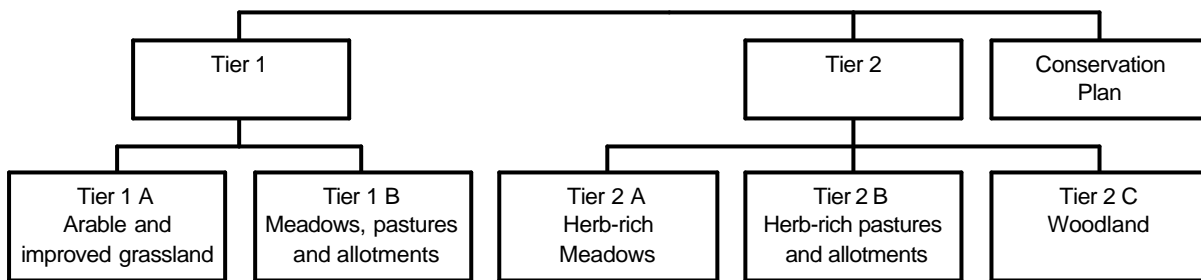 Tier 1
Tier 2
Conservation
Plan
Tier 1 A
Arable and
improved grassland
Tier 1 B
Meadows, pastures
and allotments
Tier 2 A
Herb-rich
Meadows
Tier 2 B
Herb-rich pastures
and allotments
Tier 2 C
Woodland